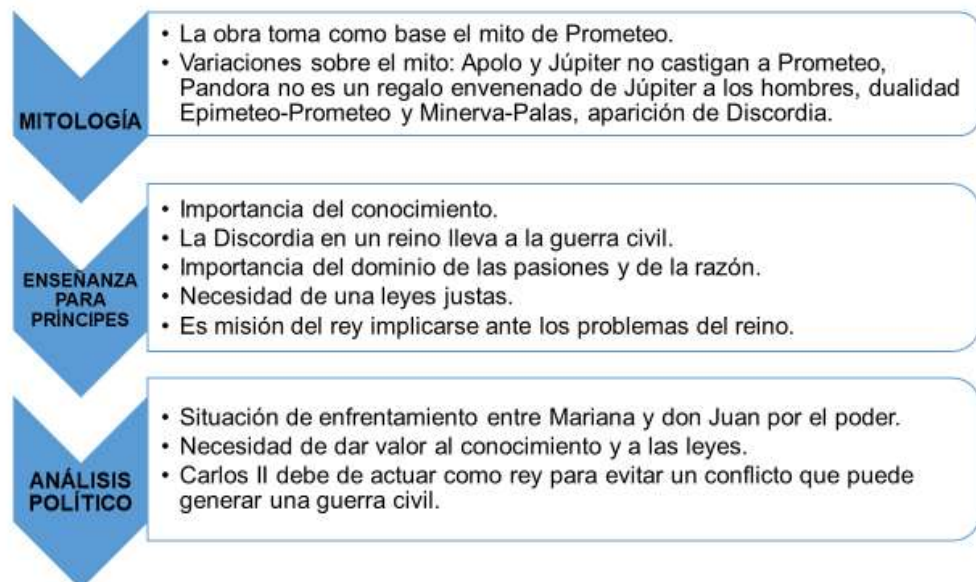 MITOLOGÍA
• La obra toma como base el mito de Prometeo.
• Variaciones sobre el mito: Apolo y Júpiter no castigan a Prometeo,
Pandora no es un regalo envenenado de Júpiter a los hombres, dualidad
Epimeteo-Prometeo y Minerva-Palas, aparición de Discordia.
ENSEÑANZA
PARA
PRÍNCIPES
• Importancia del conocimiento.
• La Discordia en un reino lleva a la guerra civil.
• Importancia del dominio de las pasiones y de la razón.
• Necesidad de una leyes justas.
• Es misión del rey implicarse ante los problemas del reino.
ANÁLISIS
POLÍTICO
• Situación de enfrentamiento entre Mariana y don Juan por el poder.
• Necesidad de dar valor al conocimiento y a las leyes.
• Carlos II debe de actuar como rey para evitar un conflicto que puede
generar una guerra civil.